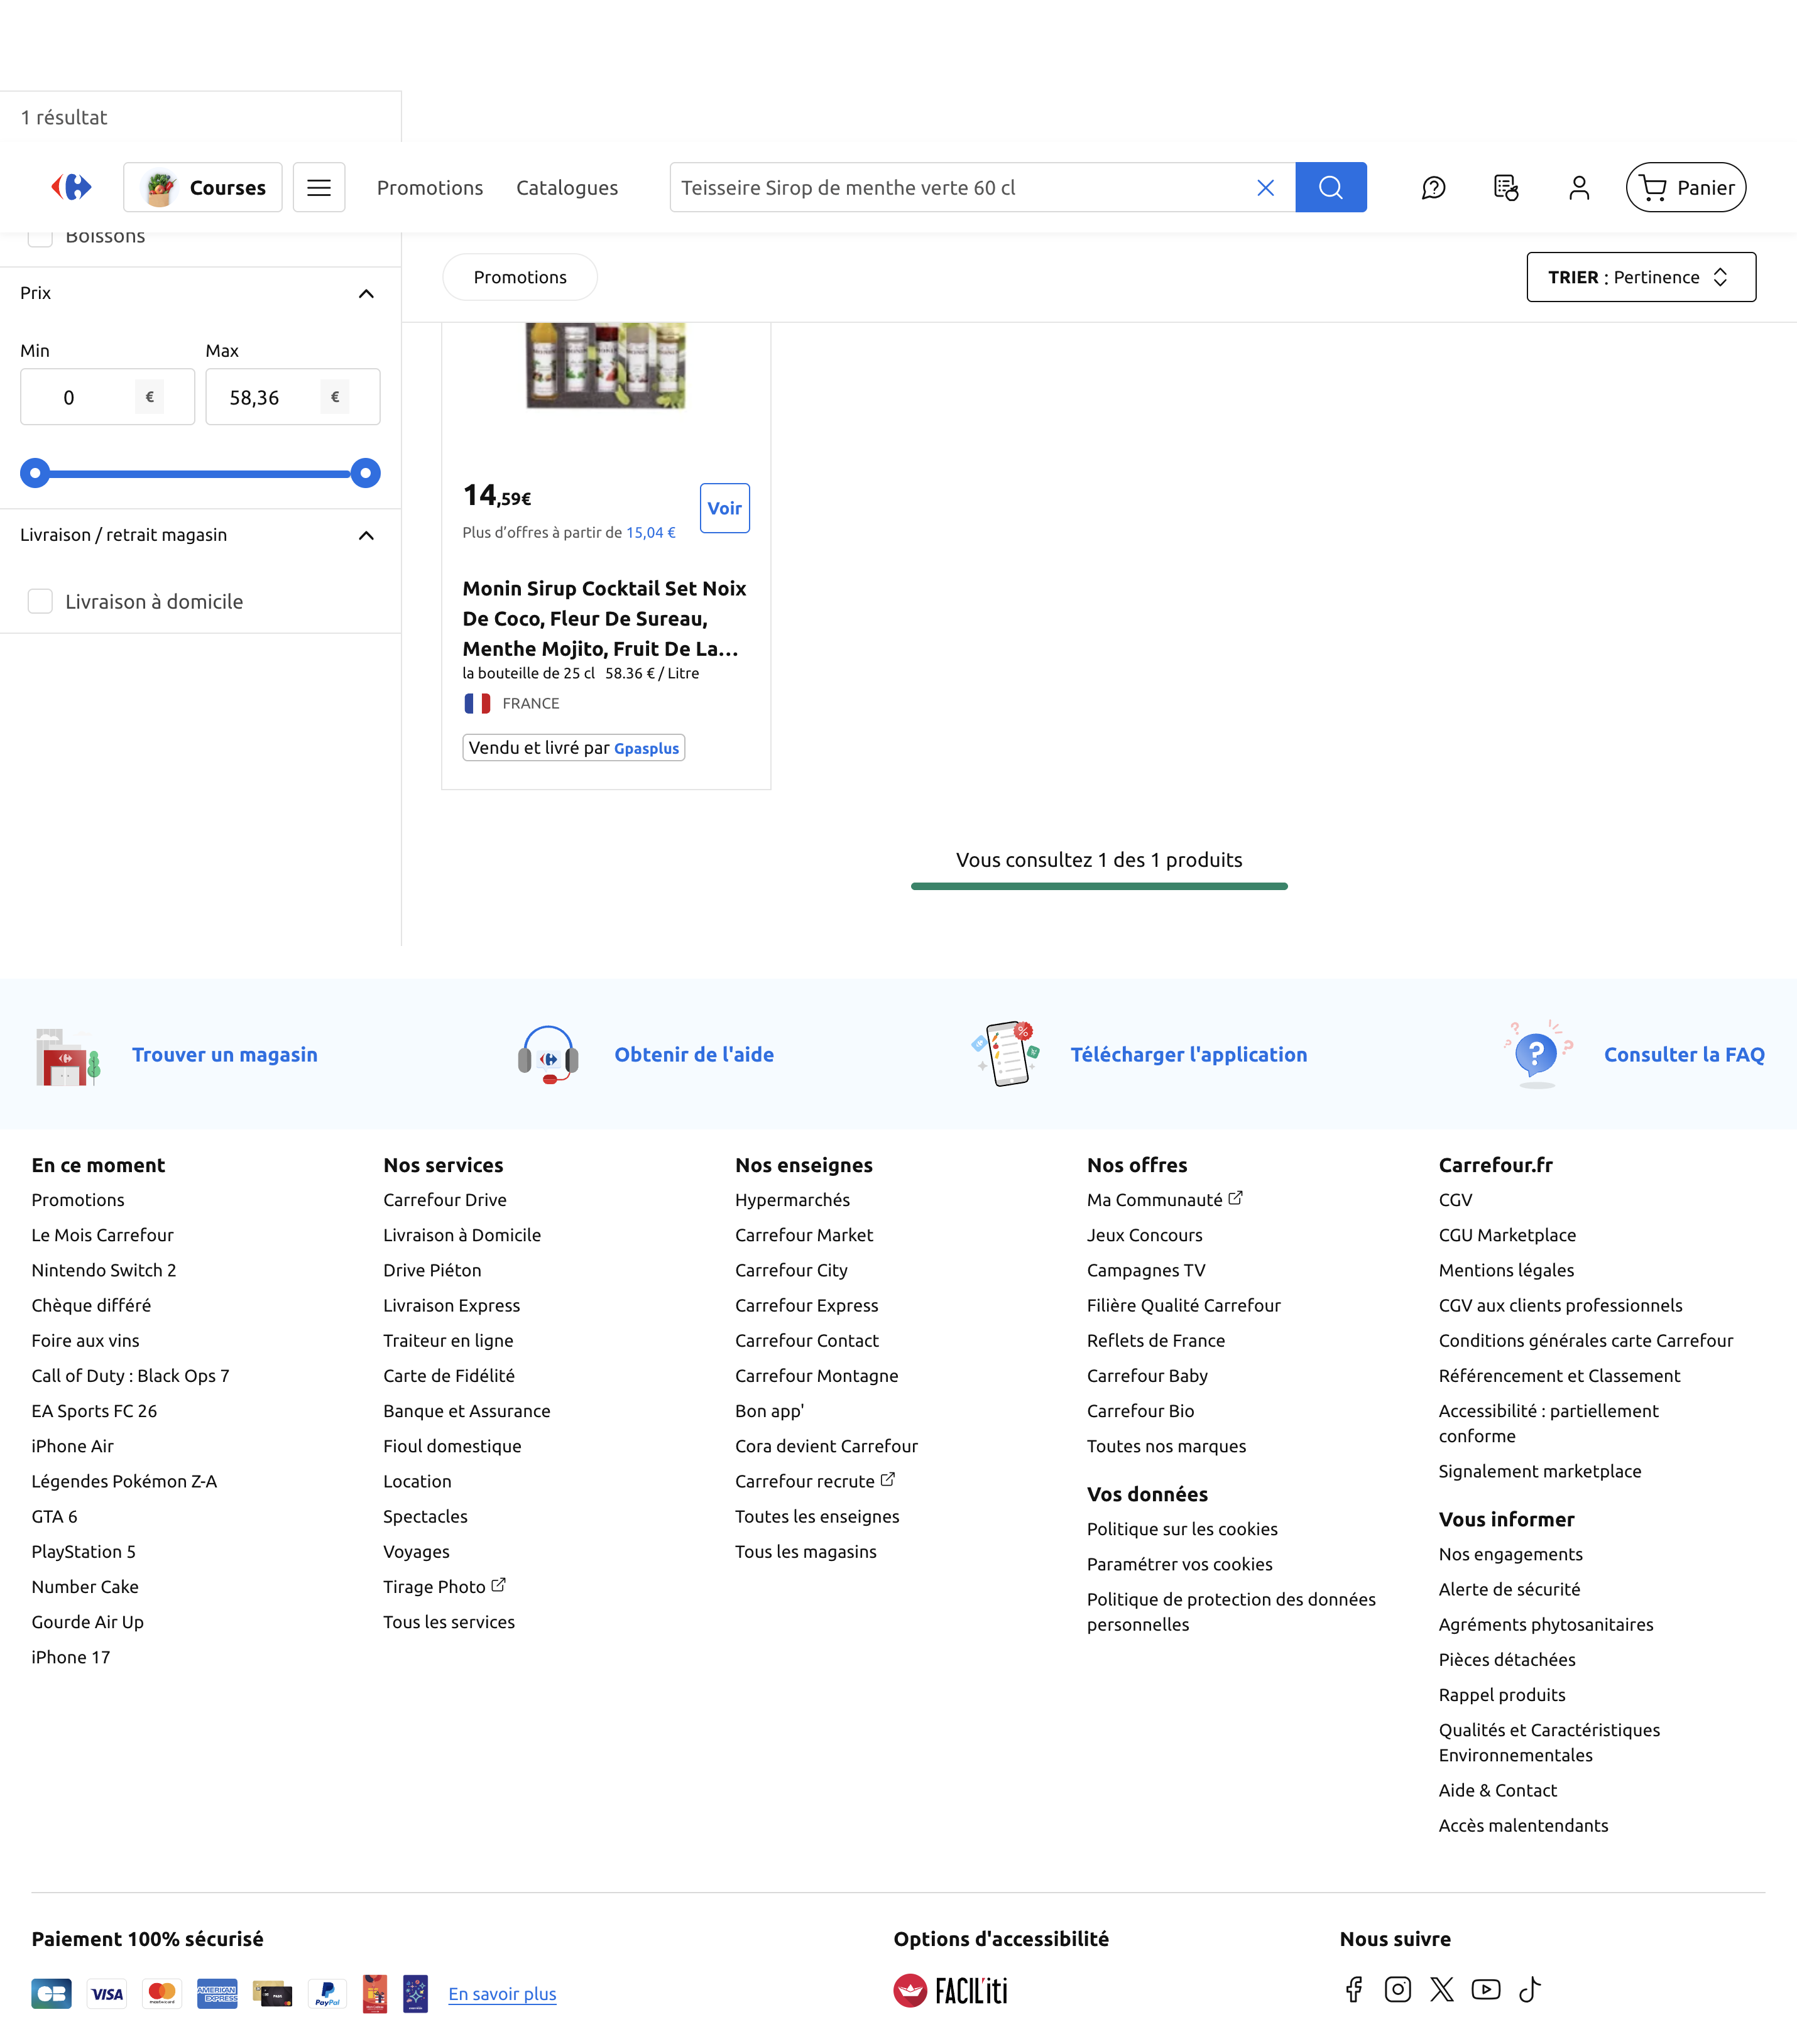 1 résultat
Courses
Promotions
Catalogues
Teisseire Sirop de menthe verte 60 cl
Panier
Boissons
Prix
Min
Max
0 €
58,36 €
Livraison / retrait magasin
Livraison à domicile
Promotions
TRIER : Pertinence
14,59€
Voir
Plus d'offres à partir de 15,04 €
Monin Sirup Cocktail Set Noix
De Coco, Fleur De Sureau,
Menthe Mojito, Fruit De La...
la bouteille de 25 cl 58.36 € / Litre
FRANCE
Vendu et livré par Gpasplus
Vous consultez 1 des 1 produits
Trouver un magasin
Obtenir de l'aide
Télécharger l'application
Consulter la FAQ
En ce moment
Promotions
Le Mois Carrefour
Nintendo Switch 2
Chèque différé
Foire aux vins
Call of Duty : Black Ops 7
EA Sports FC 26
iPhone Air
Légendes Pokémon Z-A
GTA 6
PlayStation 5
Number Cake
Gourde Air Up
iPhone 17
Nos services
Carrefour Drive
Livraison à Domicile
Drive Piéton
Livraison Express
Traiteur en ligne
Carte de Fidélité
Banque et Assurance
Fioul domestique
Location
Spectacles
Voyages
Tirage Photo
Tous les services
Nos enseignes
Hypermarchés
Carrefour Market
Carrefour City
Carrefour Express
Carrefour Contact
Carrefour Montagne
Bon app'
Cora devient Carrefour
Carrefour recrute
Toutes les enseignes
Tous les magasins
Nos offres
Ma Communauté
Jeux Concours
Campagnes TV
Filière Qualité Carrefour
Reflets de France
Carrefour Baby
Carrefour Bio
Toutes nos marques
Vos données
Politique sur les cookies
Paramétrer vos cookies
Politique de protection des données
personnelles
Carrefour.fr
CGV
CGU Marketplace
Mentions légales
CGV aux clients professionnels
Conditions générales carte Carrefour
Référencement et Classement
Accessibilité : partiellement
conforme
Signalement marketplace
Vous informer
Nos engagements
Alerte de sécurité
Agréments phytosanitaires
Pièces détachées
Rappel produits
Qualités et Caractéristiques
Environnementales
Aide & Contact
Accès malentendants
Paiement 100% sécurisé
CB
VISA
mastercard
AMERICAN
EXPRESS
PayPal
En savoir plus
Options d'accessibilité
FACIL'iti
Nous suivre